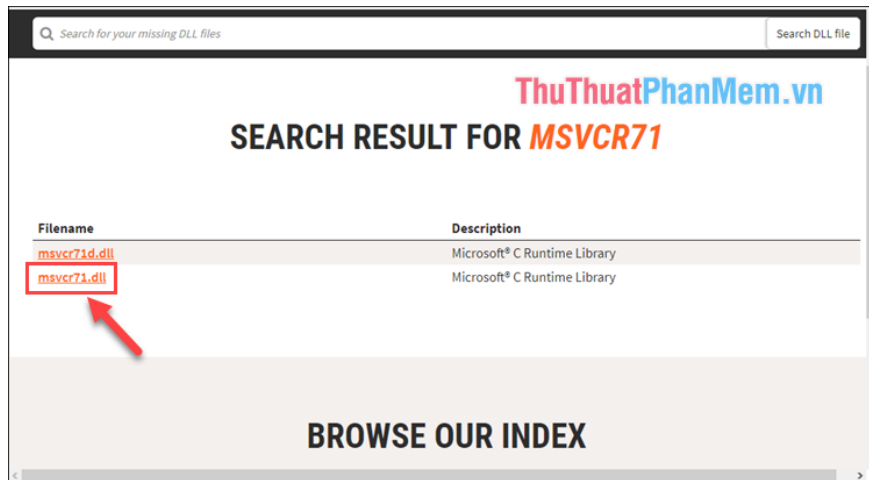 Search for your missing DLL files
Search DLL file
ThuThuatPhanMem.vn
SEARCH RESULT FOR MSVCR71
Filename Description
msvcr71d.dll Microsoft® C Runtime Library
msvcr71.dll Microsoft® C Runtime Library
BROWSE OUR INDEX